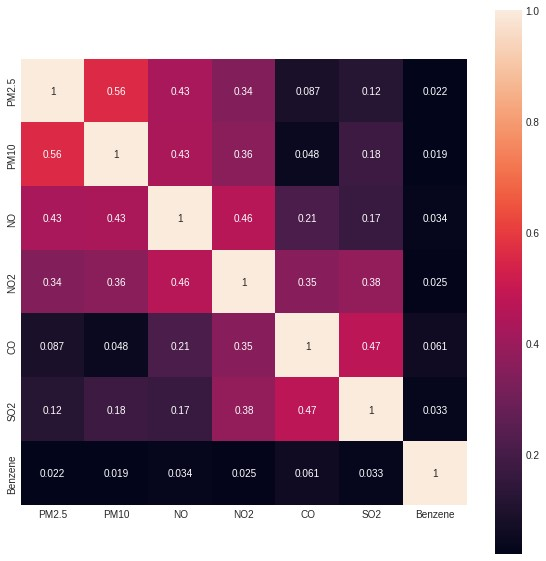 1.0
PM2.5 1 0.56 0.43 0.34 0.087 0.12 0.022
0.8
PM10 0.56 1 0.43 0.36 0.048 0.18 0.019
NO 0.43 0.43 1 0.46 0.21 0.17 0.034
0.6
NO2 0.34 0.36 0.46 1 0.35 0.38 0.025
0.4
CO 0.087 0.048 0.21 0.35 1 0.47 0.061
SO2 0.12 0.18 0.17 0.38 0.47 1 0.033
0.2
Benzene 0.022 0.019 0.034 0.025 0.061 0.033 1
PM2.5 PM10 NO NO2 CO SO2 Benzene